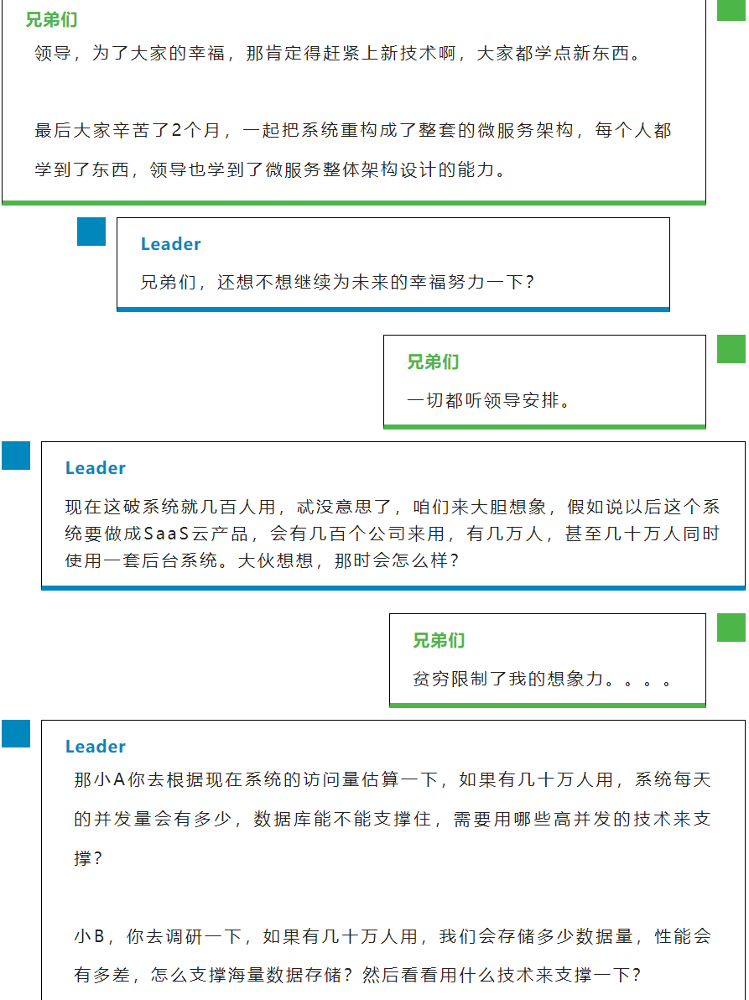 兄弟们
领导，为了大家的幸福，那肯定得赶紧上新技术啊，大家都学点新东西。
最后大家辛苦了2个月，一起把系统重构成了整套的微服务架构，每个人都
学到了东西，领导也学到了微服务整体架构设计的能力。
Leader
兄弟们，还想不想继续为未来的幸福努力一下？
兄弟们
一切都听领导安排。
Leader
现在这破系统就几百人用，忒没意思了，咱们来大胆想象，假如说以后这个系
统要做成SaaS云产品，会有几百个公司来用，有几万人，甚至几十万人同时
使用一套后台系统。大伙想想，那时会怎么样？
兄弟们
贫穷限制了我的想象力。。。。
Leader
那小A你去根据现在系统的访问量估算一下，如果有几十万人用，系统每天
的并发量会有多少，数据库能不能支撑住，需要用哪些高并发的技术来支
撑？
小B，你去调研一下，如果有几十万人用，我们会存储多少数据量，性能会
有多差，怎么支撑海量数据存储？然后看看用什么技术来支撑一下？